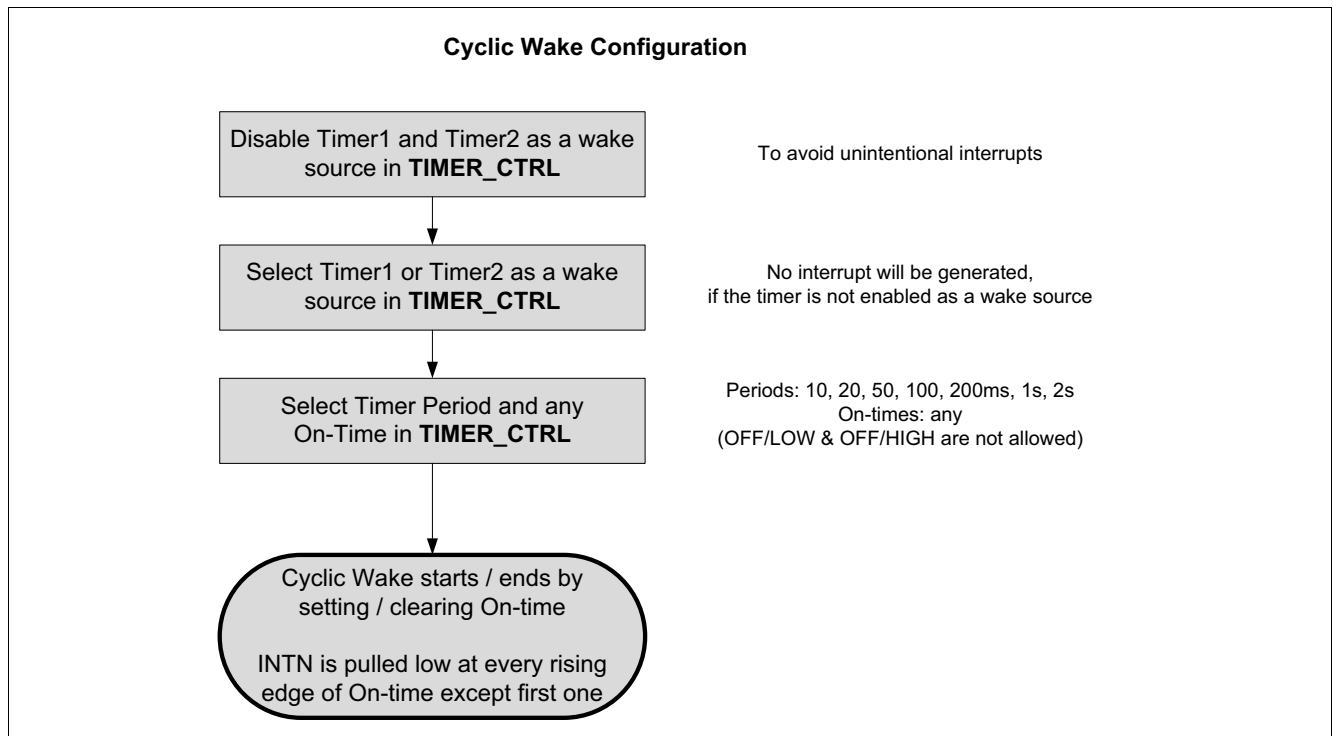 Cyclic Wake Configuration
Disable Timer1 and Timer2 as a wake
source in TIMER_CTRL
To avoid unintentional interrupts
Select Timer1 or Timer2 as a wake
source in TIMER_CTRL
No interrupt will be generated,
if the timer is not enabled as a wake source
Select Timer Period and any
On-Time in TIMER_CTRL
Periods: 10, 20, 50, 100, 200ms, 1s, 2s
On-times: any
(OFF/LOW & OFF/HIGH are not allowed)
Cyclic Wake starts / ends by
setting / clearing On-time
INTN is pulled low at every rising
edge of On-time except first one